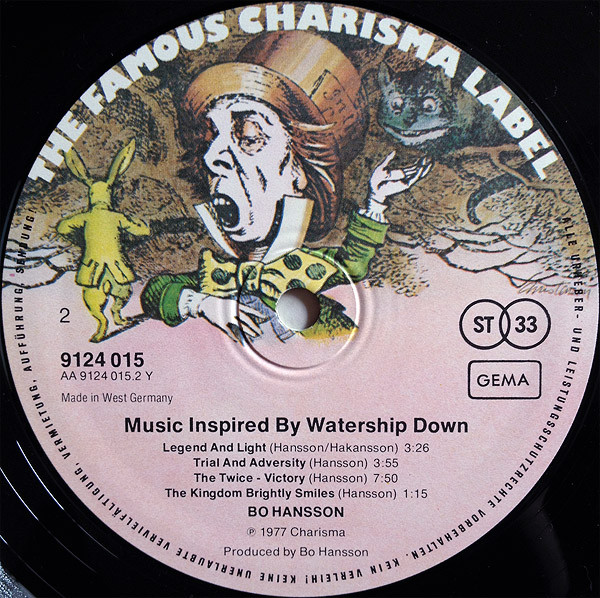 THE FAMOUS CHARISMA LABEL
2
ST 33
9124 015
AA 9124 015.2 Y
GEMA
Made in West Germany
Music Inspired By Watership Down
Legend And Light (Hansson/Hakansson) 3:26
Trial And Adversity (Hansson) 3:55
The Twice - Victory (Hansson) 7:50
The Kingdom Brightly Smiles (Hansson) 1:15
BO HANSSON
℗ 1977 Charisma
Produced by Bo Hansson
ALLE URHEBER- UND LEISTUNGSSCHUTZRECHTE VORBEHALTEN. KEIN VERLEIH! KEINE UNERLAUBTE VERVIELFÄLTIGUNG, VERMIETUNG, AUFFÜHRUNG, SENDUNG!